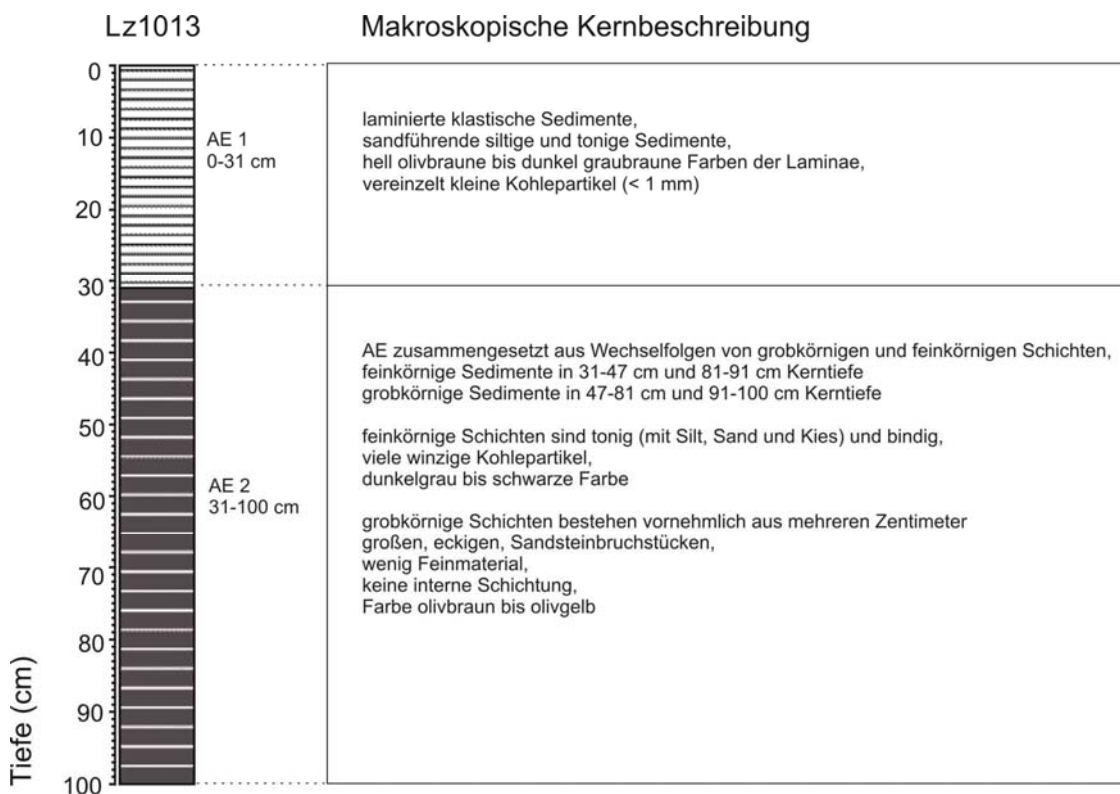 Lz1013
Makroskopische Kernbeschreibung
0
10
20
30
40
50
60
70
80
90
100
Tiefe (cm)
AE 1
0-31 cm
laminierte klastische Sedimente,
sandführende siltige und tonige Sedimente,
hell olivbraune bis dunkel graubraune Farben der Laminae,
vereinzelt kleine Kohlepartikel (< 1 mm)
AE 2
31-100 cm
AE zusammengesetzt aus Wechselfolgen von grobkörnigen und feinkörnigen Schichten,
feinkörnige Sedimente in 31-47 cm und 81-91 cm Kerntiefe
grobkörnige Sedimente in 47-81 cm und 91-100 cm Kerntiefe
feinkörnige Schichten sind tonig (mit Silt, Sand und Kies) und bindig,
viele winzige Kohlepartikel,
dunkelgrau bis schwarze Farbe
grobkörnige Schichten bestehen vornehmlich aus mehreren Zentimeter
großen, eckigen, Sandsteinbruchstücken,
wenig Feinmaterial,
keine interne Schichtung,
Farbe olivbraun bis olivgelb